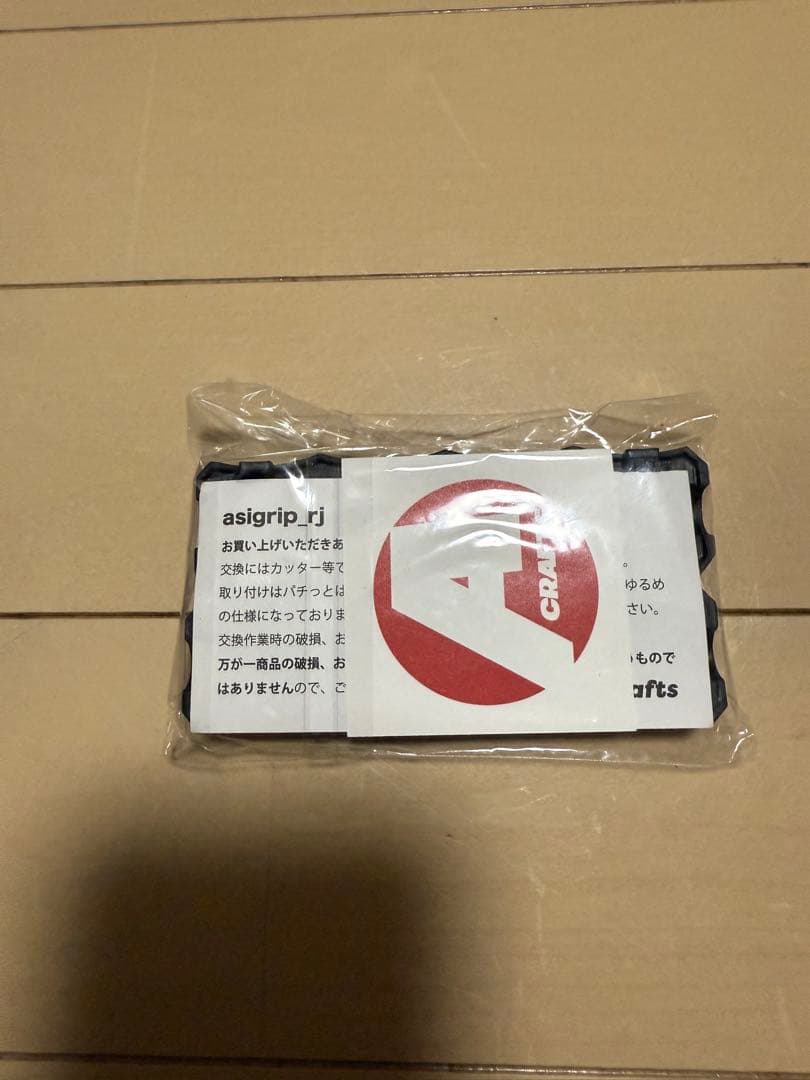 asigrip_rj
お買い上げいただきあ
交換にはカッター等で 。
取り付けはパチっとは ゆるめ
の仕様になっておりま さい。
交換作業時の破損、お
万が一商品の破損、お もので
はありませんので、ご afts
A
CRAF